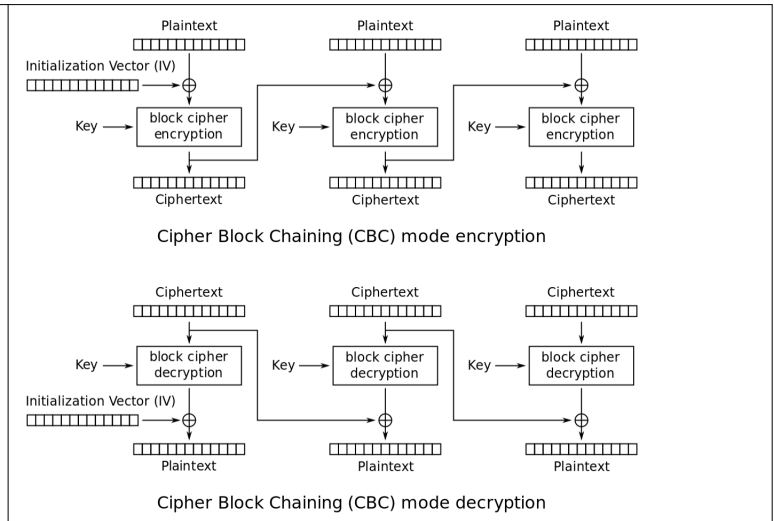 Plaintext Plaintext Plaintext
Initialization Vector (IV)
Key block cipher encryption Key block cipher encryption Key block cipher encryption
Ciphertext Ciphertext Ciphertext
Cipher Block Chaining (CBC) mode encryption
Ciphertext Ciphertext Ciphertext
Key block cipher decryption Key block cipher decryption Key block cipher decryption
Initialization Vector (IV)
Plaintext Plaintext Plaintext
Cipher Block Chaining (CBC) mode decryption